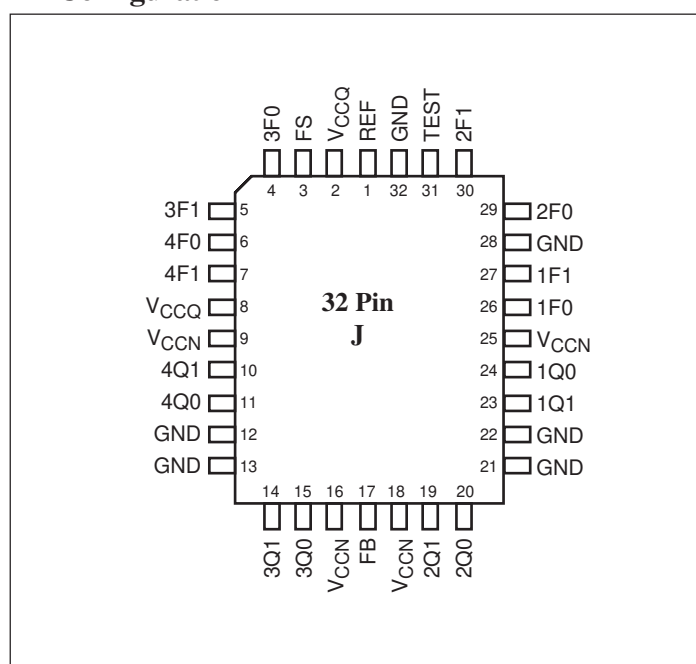 3F0
FS
VCCQ
REF
GND
TEST
2F1
4
3
2
1
32
31
30
3F1 5
4F0 6
4F1 7
VCCQ 8
VCCN 9
4Q1 10
4Q0 11
GND 12
GND 13
32 Pin
J
29 2F0
28 GND
27 1F1
26 1F0
25 VCCN
24 1Q0
23 1Q1
22 GND
21 GND
14
15
16
17
18
19
20
3Q1
3Q0
VCCN
FB
VCCN
2Q1
2Q0